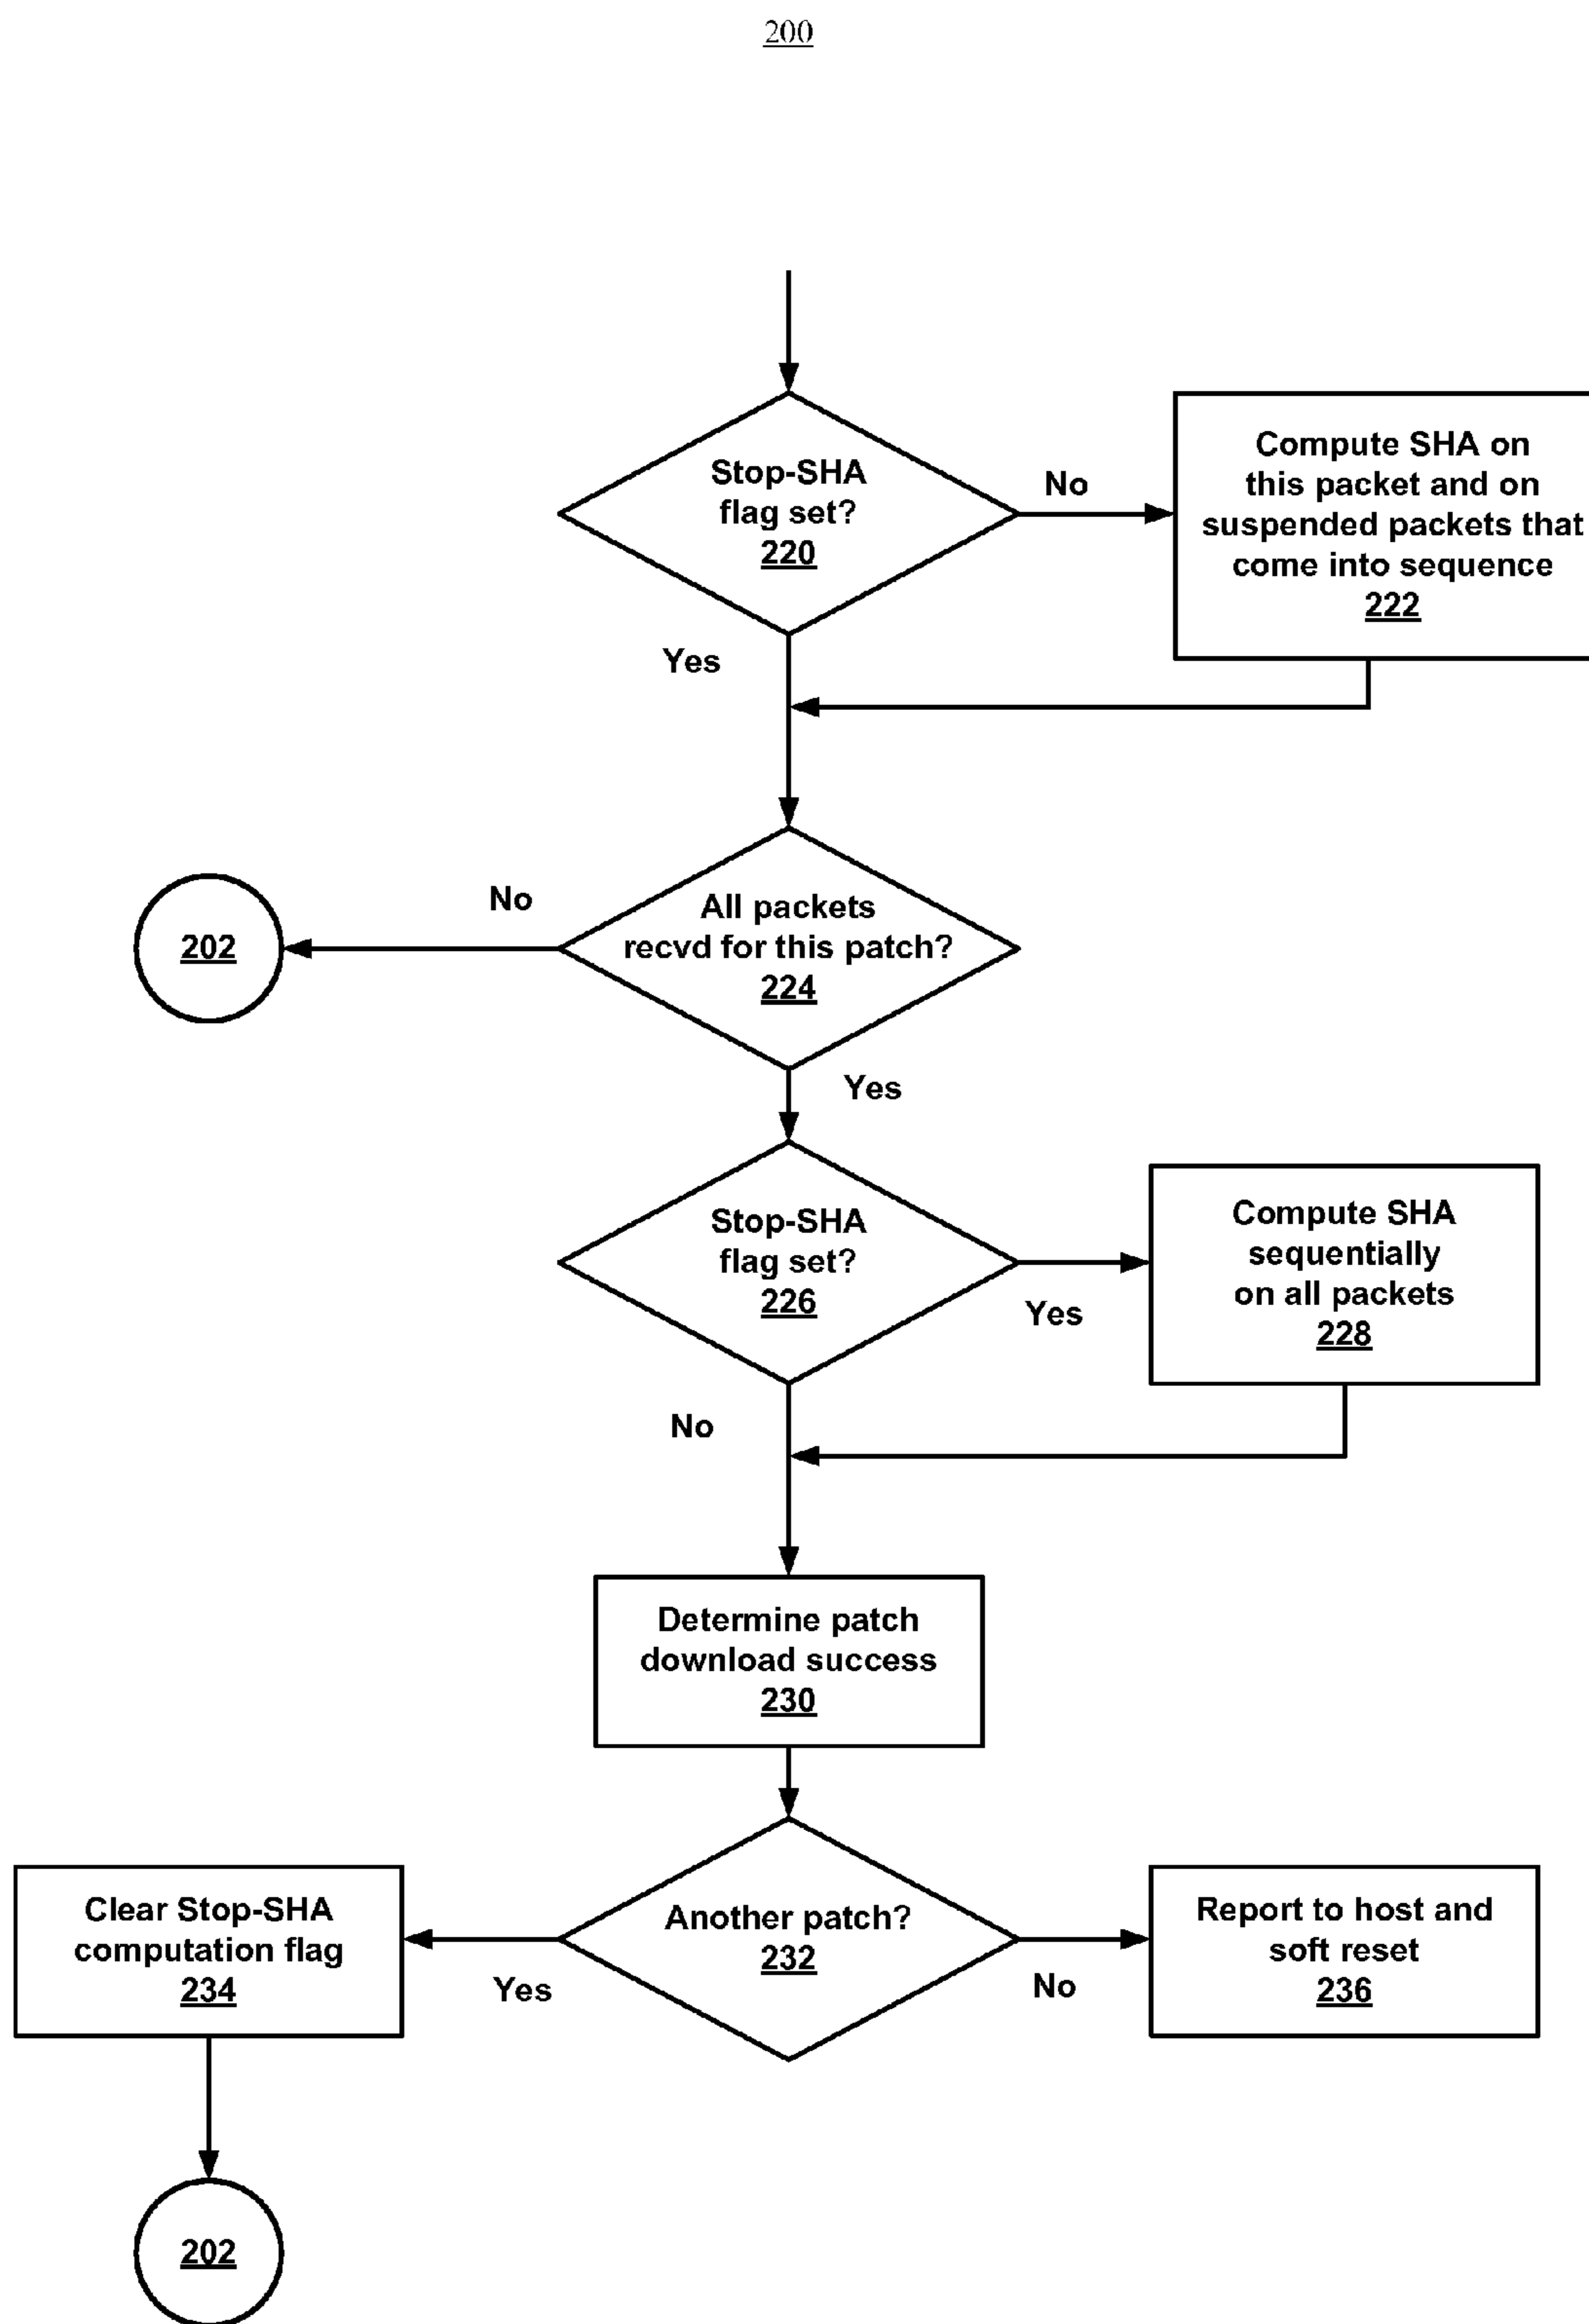 200
Stop-SHA
flag set?
220
No
Compute SHA on
this packet and on
suspended packets that
come into sequence
222
Yes
No
202
All packets
recvd for this patch?
224
Yes
Stop-SHA
flag set?
226
Yes
Compute SHA
sequentially
on all packets
228
No
Determine patch
download success
230
Clear Stop-SHA
computation flag
234
Yes
Another patch?
232
No
Report to host and
soft reset
236
202